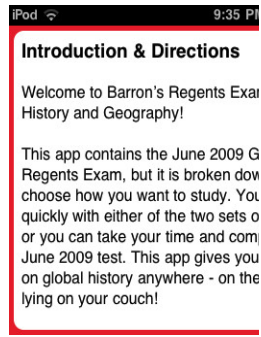 iPod 9:35 PM
Introduction & Directions
Welcome to Barron's Regents Exam
History and Geography!
This app contains the June 2009 G
Regents Exam, but it is broken dow
choose how you want to study. You
quickly with either of the two sets o
or you can take your time and comp
June 2009 test. This app gives you
on global history anywhere - on the
lying on your couch!